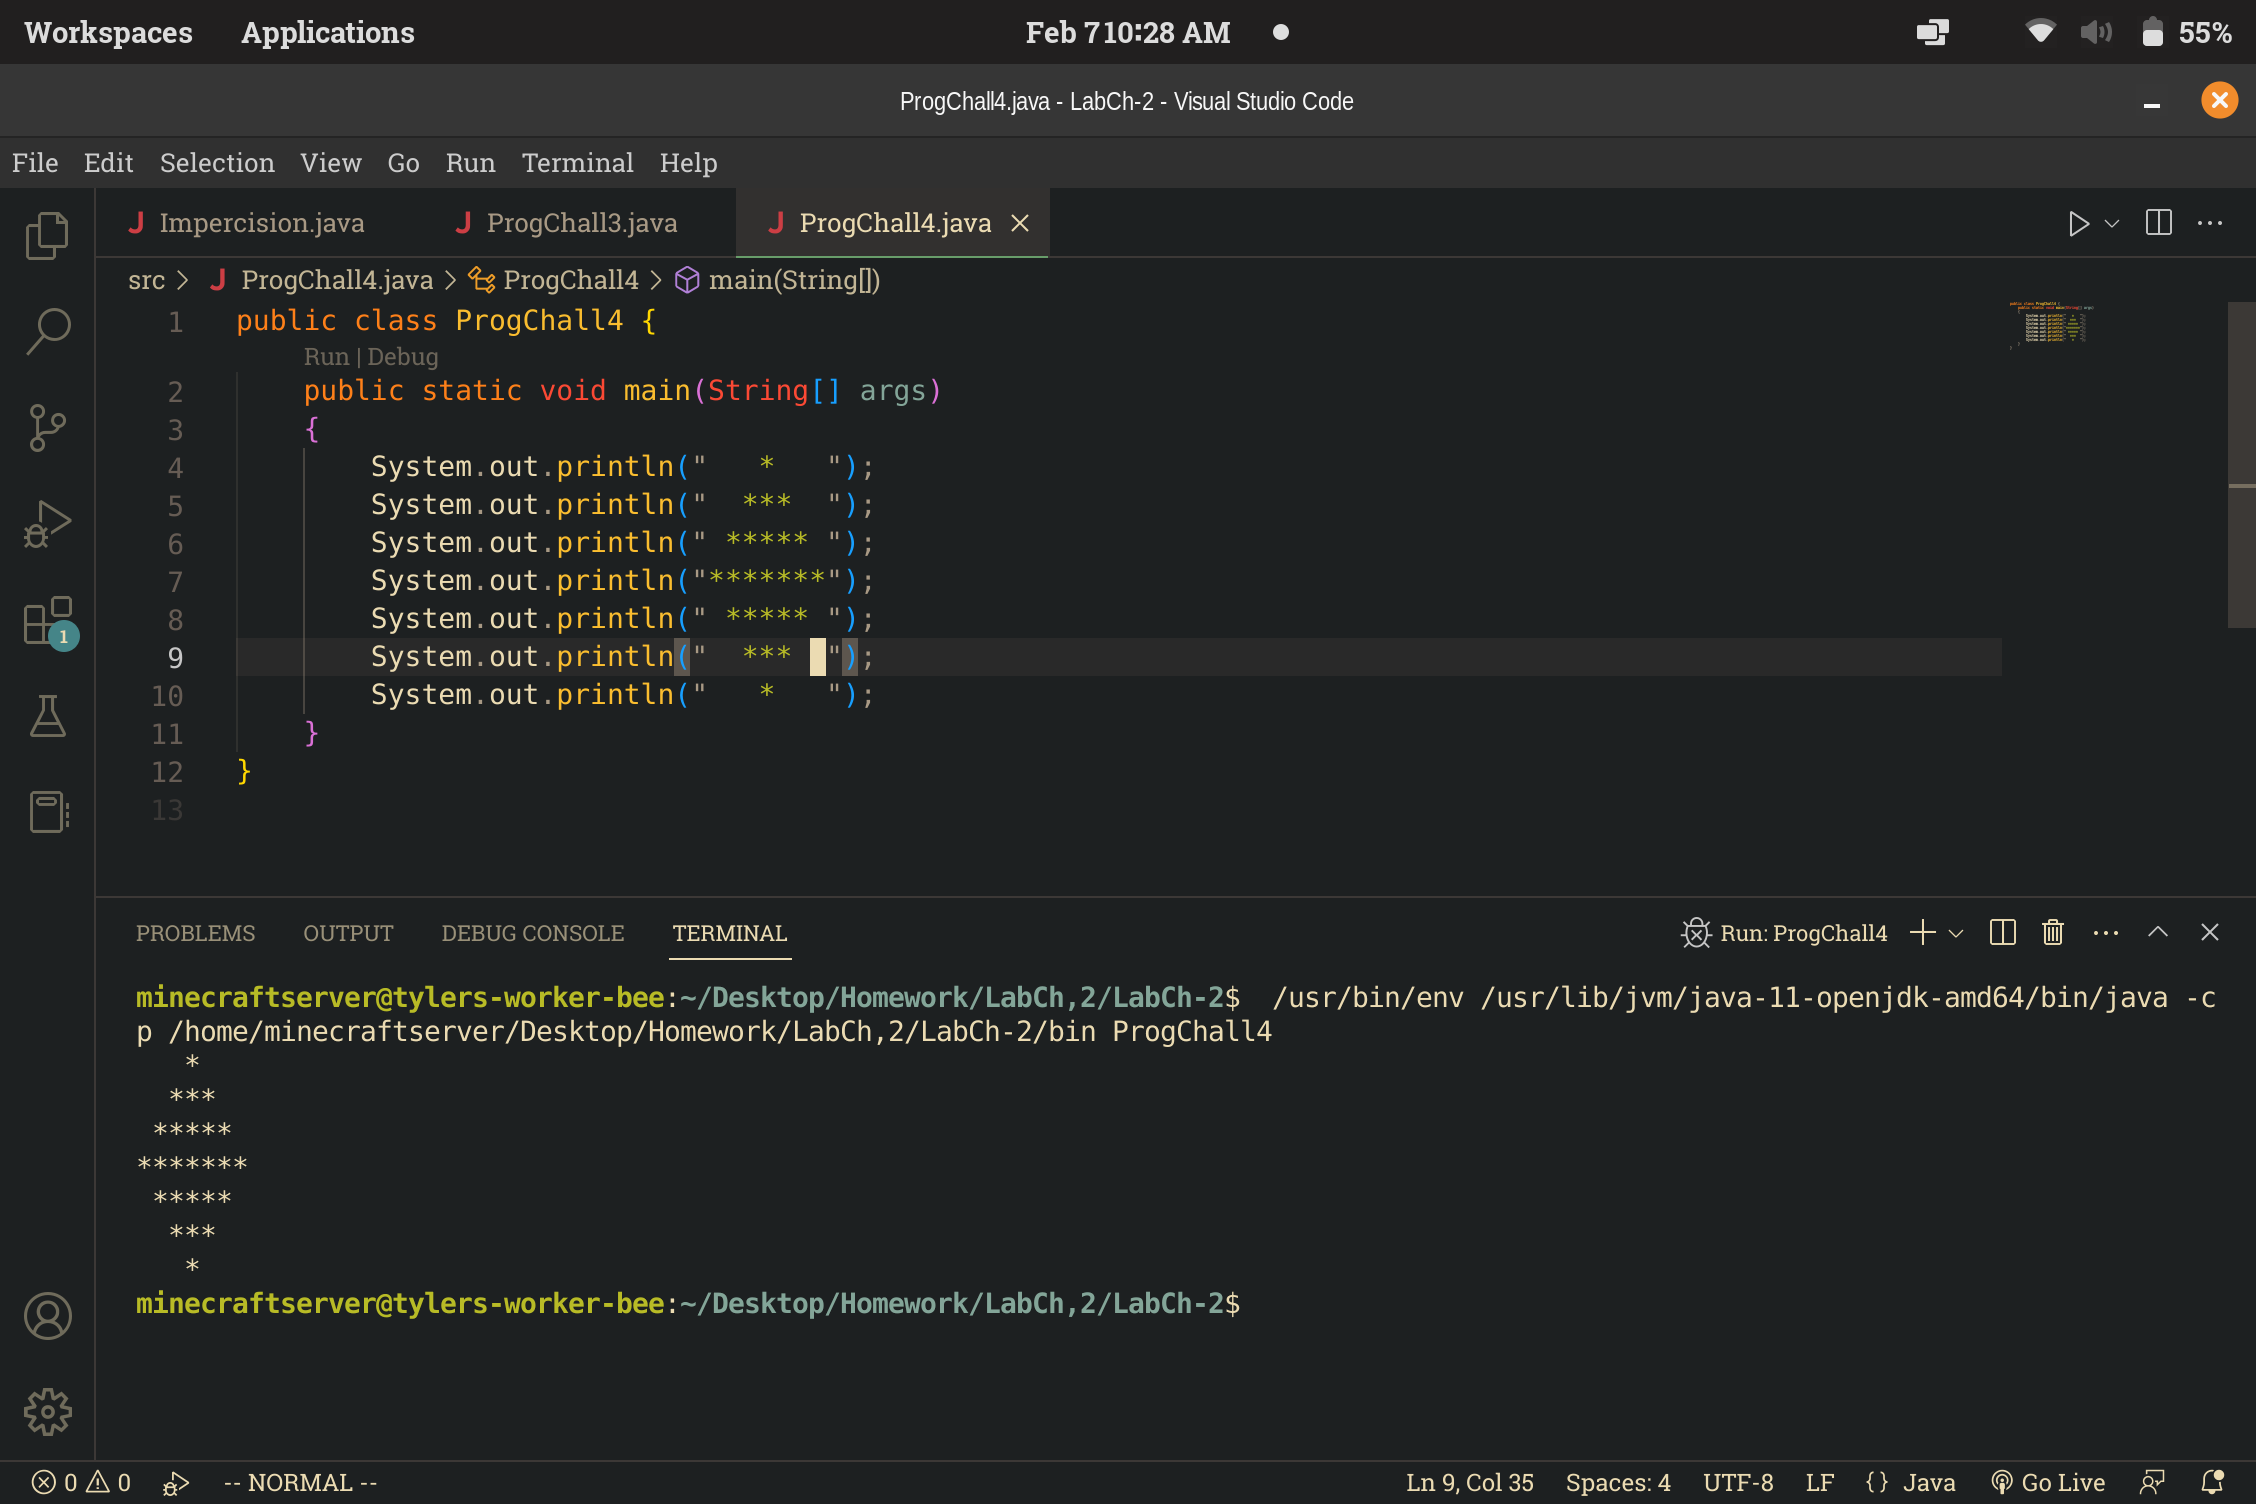 Workspaces Applications Feb 7 10:28 AM 55%
ProgChall4.java - LabCh-2 - Visual Studio Code
File Edit Selection View Go Run Terminal Help
Impercision.java ProgChall3.java ProgChall4.java
src > ProgChall4.java > ProgChall4 > main(String[])
1 public class ProgChall4 {
Run | Debug
2     public static void main(String[] args)
3     {
4         System.out.println("   *   ");
5         System.out.println("  ***  ");
6         System.out.println(" ***** ");
7         System.out.println("*******");
8         System.out.println(" ***** ");
9         System.out.println("  ***  ");
10         System.out.println("   *   ");
11     }
12 }
13
1
PROBLEMS OUTPUT DEBUG CONSOLE TERMINAL Run: ProgChall4
minecraftserver@tylers-worker-bee:~/Desktop/Homework/LabCh,2/LabCh-2$  /usr/bin/env /usr/lib/jvm/java-11-openjdk-amd64/bin/java -c
p /home/minecraftserver/Desktop/Homework/LabCh,2/LabCh-2/bin ProgChall4
   *
  ***
 *****
*******
 *****
  ***
   *
minecraftserver@tylers-worker-bee:~/Desktop/Homework/LabCh,2/LabCh-2$
0 0 -- NORMAL -- Ln 9, Col 35 Spaces: 4 UTF-8 LF {} Java Go Live